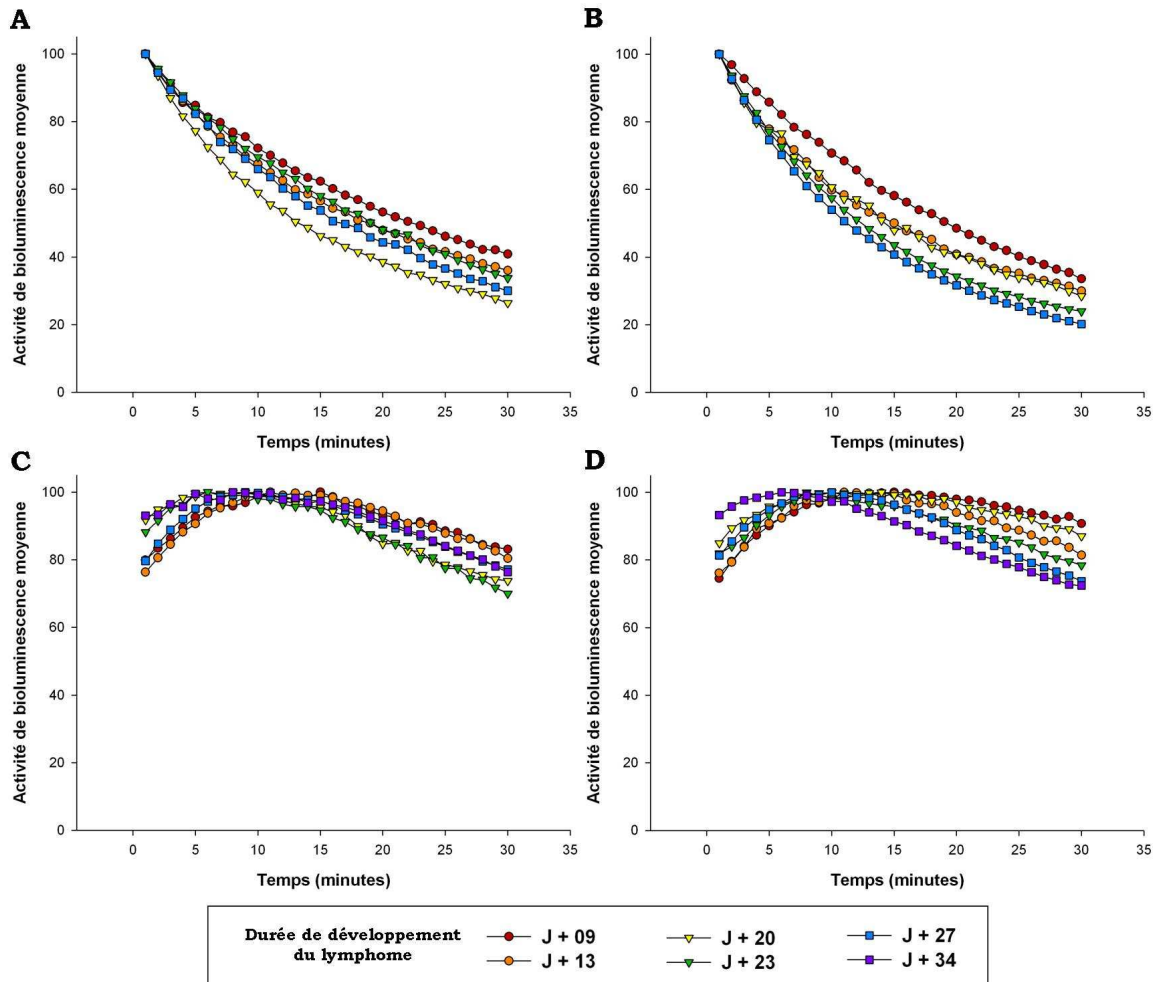 A
Activité de bioluminescence moyenne
100
80
60
40
20
0
0 5 10 15 20 25 30 35
Temps (minutes)
B
Activité de bioluminescence moyenne
100
80
60
40
20
0
0 5 10 15 20 25 30 35
Temps (minutes)
C
Activité de bioluminescence moyenne
100
80
60
40
20
0
0 5 10 15 20 25 30 35
Temps (minutes)
D
Activité de bioluminescence moyenne
100
80
60
40
20
0
0 5 10 15 20 25 30 35
Temps (minutes)
Durée de développement
du lymphome
J + 09
J + 13
J + 20
J + 23
J + 27
J + 34